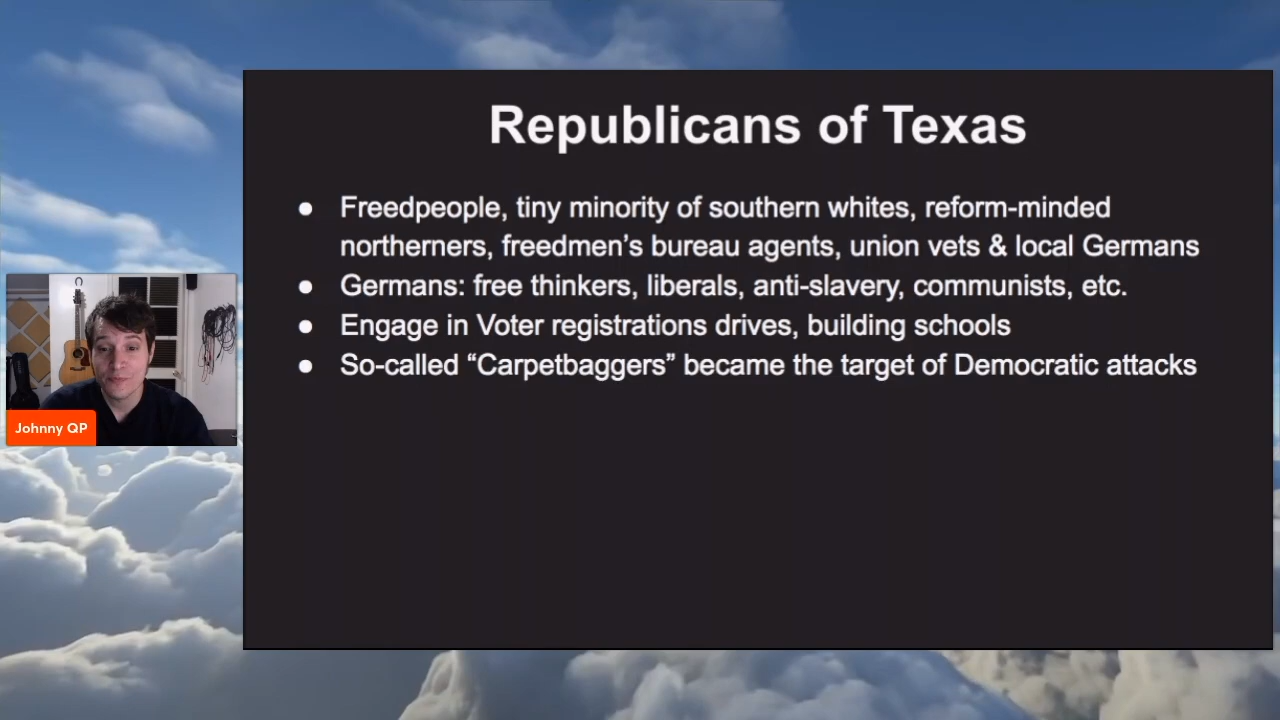 Republicans of Texas
● Freedpeople, tiny minority of southern whites, reform-minded
northerners, freedmen’s bureau agents, union vets & local Germans
● Germans: free thinkers, liberals, anti-slavery, communists, etc.
● Engage in Voter registrations drives, building schools
● So-called “Carpetbaggers” became the target of Democratic attacks
Johnny QP